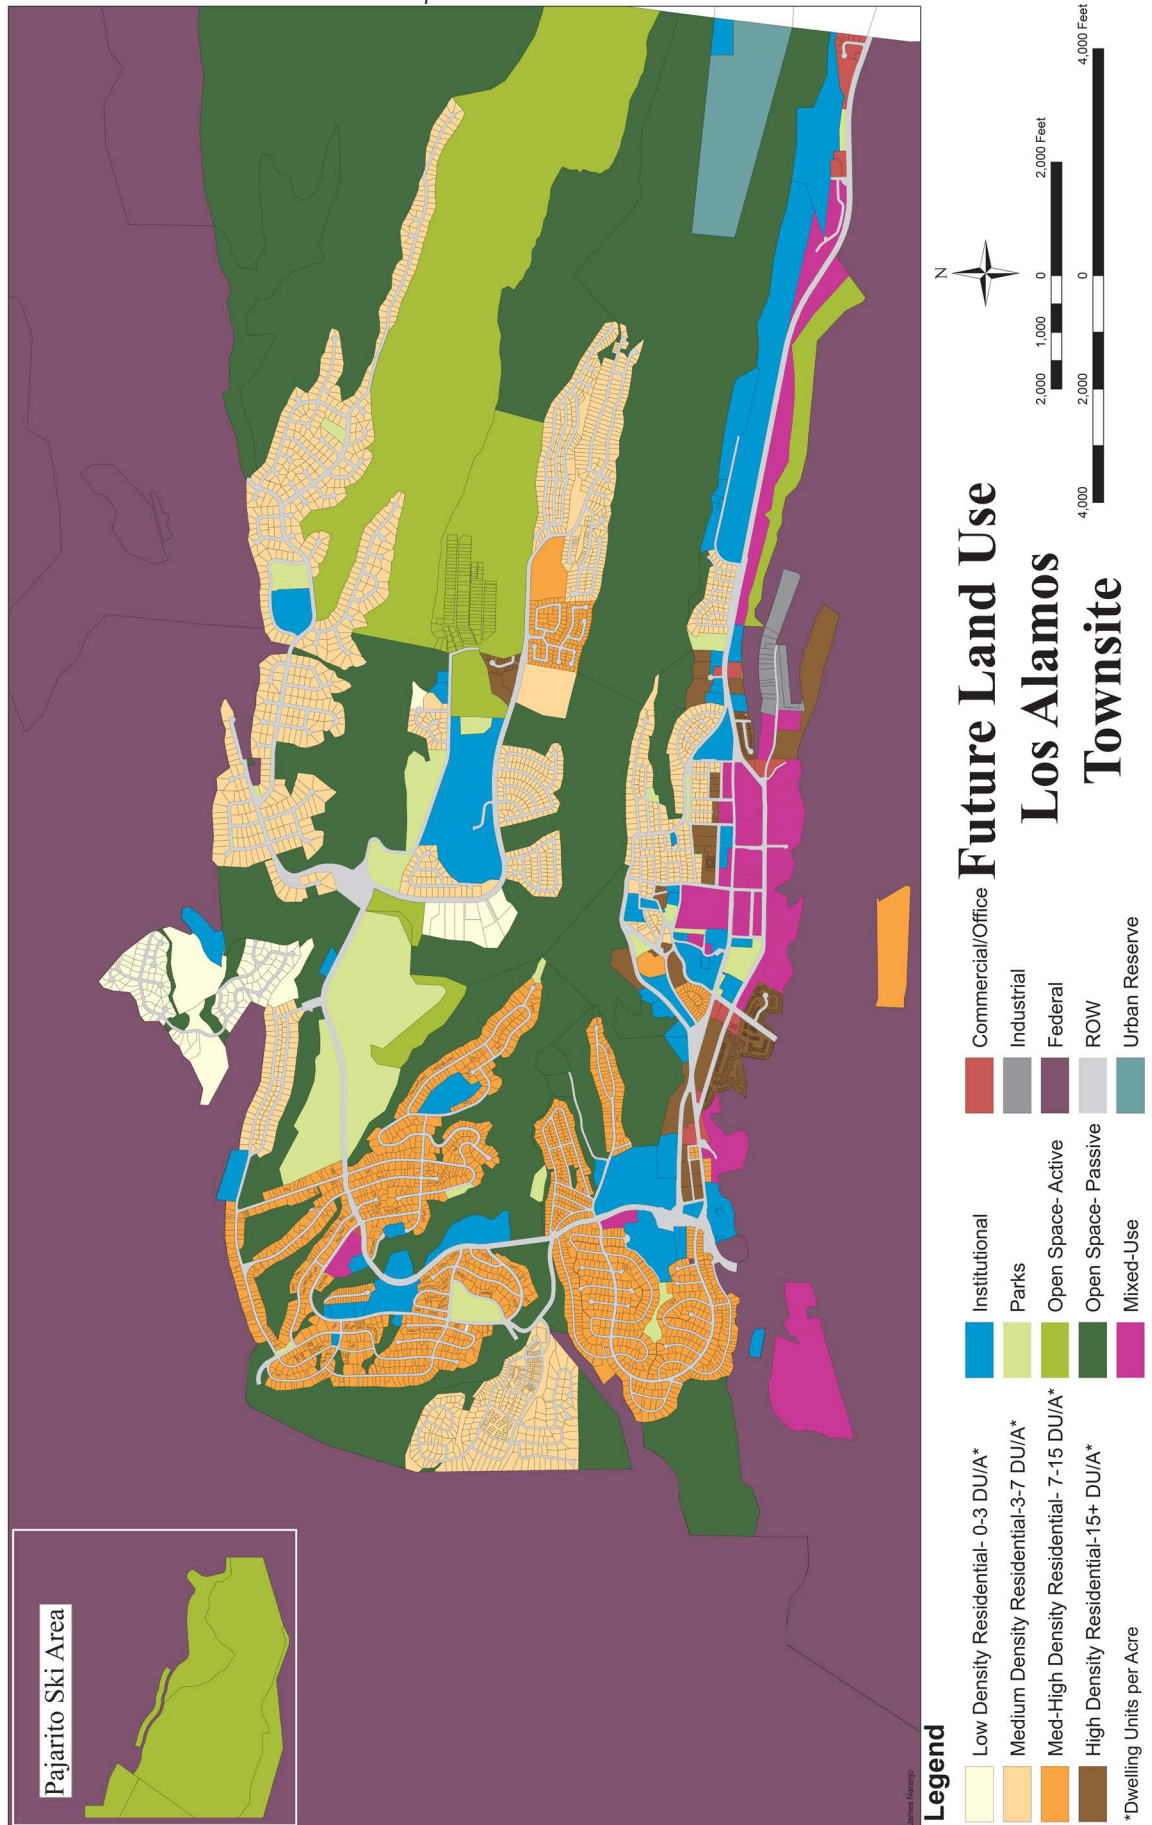 Pajarito Ski Area
James Naranjo
Legend
Low Density Residential- 0-3 DU/A*
Medium Density Residential-3-7 DU/A*
Med-High Density Residential- 7-15 DU/A*
High Density Residential-15+ DU/A*
*Dwelling Units per Acre
Institutional
Parks
Open Space- Active
Open Space- Passive
Mixed-Use
Commercial/Office
Industrial
Federal
ROW
Urban Reserve
Future Land Use
Los Alamos
Townsite
N
2,000 1,000 0 2,000 Feet
4,000 2,000 0 4,000 Feet